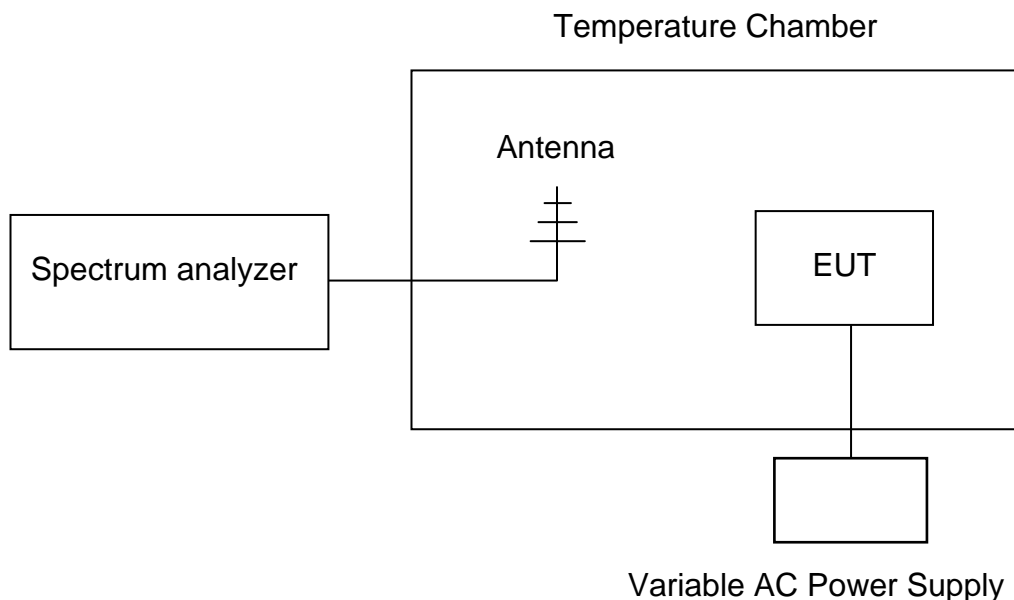 Temperature Chamber
Antenna
Spectrum analyzer
EUT
Variable AC Power Supply